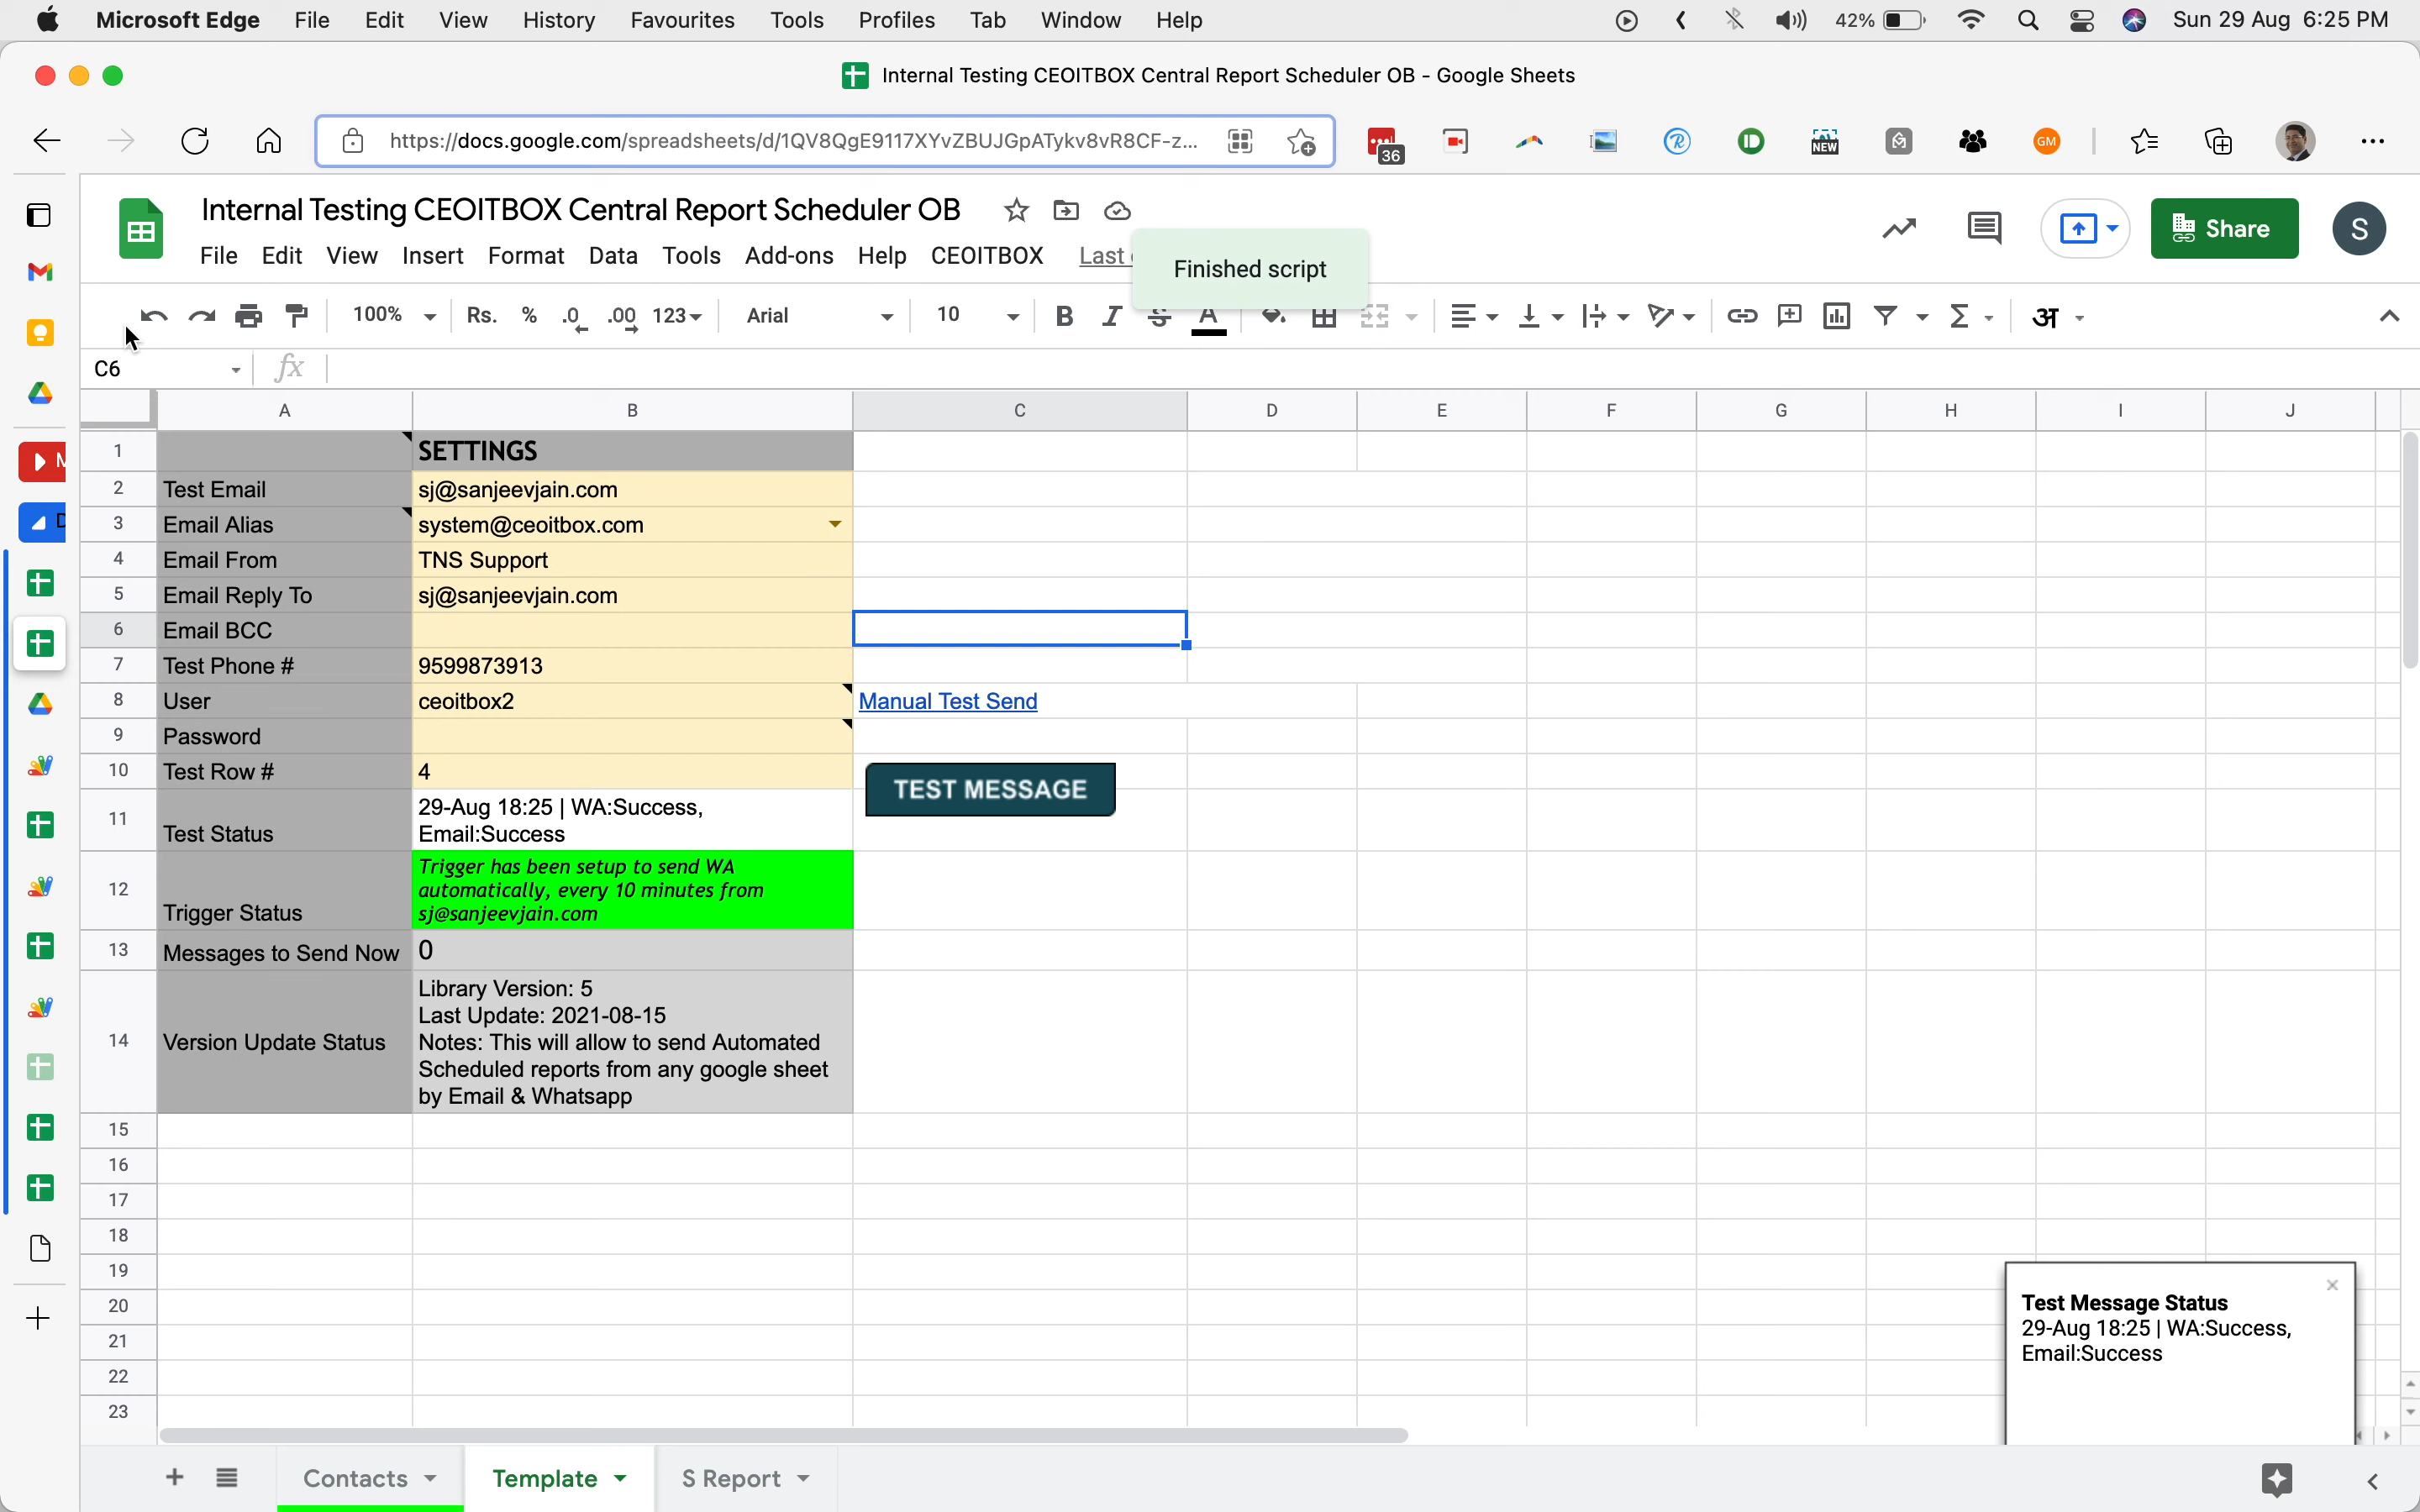 Microsoft Edge File Edit View History Favourites Tools Profiles Tab Window Help 42% Sun 29 Aug 6:25 PM
Internal Testing CEOITBOX Central Report Scheduler OB - Google Sheets
https://docs.google.com/spreadsheets/d/1QV8QgE9117XYvZBUJGpATykv8vR8CF-z... 36 NEW GM
Internal Testing CEOITBOX Central Report Scheduler OB
Share S
File Edit View Insert Format Data Tools Add-ons Help CEOITBOX Last
Finished script
100% Rs. % .0 .00 123 Arial 10 B I S A अ
C6 fx
A B C D E F G H I J
1 SETTINGS
2 Test Email sj@sanjeevjain.com
3 Email Alias system@ceoitbox.com
4 Email From TNS Support
5 Email Reply To sj@sanjeevjain.com
6 Email BCC
7 Test Phone # 9599873913
8 User ceoitbox2 Manual Test Send
9 Password
10 Test Row # 4
TEST MESSAGE
29-Aug 18:25 | WA:Success,
11 Test Status Email:Success
Trigger has been setup to send WA
12 automatically, every 10 minutes from
Trigger Status sj@sanjeevjain.com
13 Messages to Send Now 0
Library Version: 5
Last Update: 2021-08-15
14 Version Update Status Notes: This will allow to send Automated
Scheduled reports from any google sheet
by Email & Whatsapp
15
16
17
18
19
20
21
22
23
Test Message Status
29-Aug 18:25 | WA:Success,
Email:Success
Contacts Template S Report